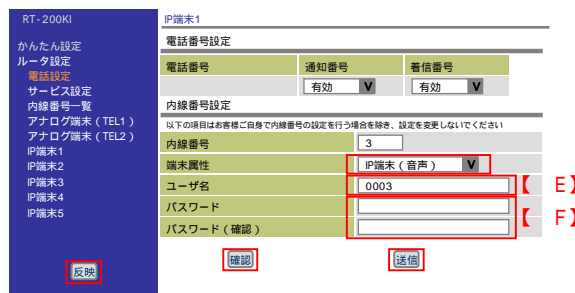 RT-200KI
かんたん設定
ルータ設定
電話設定
サービス設定
内線番号一覧
アナログ端末（TEL1）
アナログ端末（TEL2）
IP端末1
IP端末2
IP端末3
IP端末4
IP端末5
反映
IP端末1
電話番号設定
電話番号 通知番号 着信番号
有効 V 有効 V
内線番号設定
以下の項目はお客様ご自身で内線番号の設定を行う場合を除き、設定を変更しないでください
内線番号 3
端末属性 IP端末（音声） V
ユーザ名 0003 【 E】
パスワード
【 F】
パスワード（確認）
確認 送信